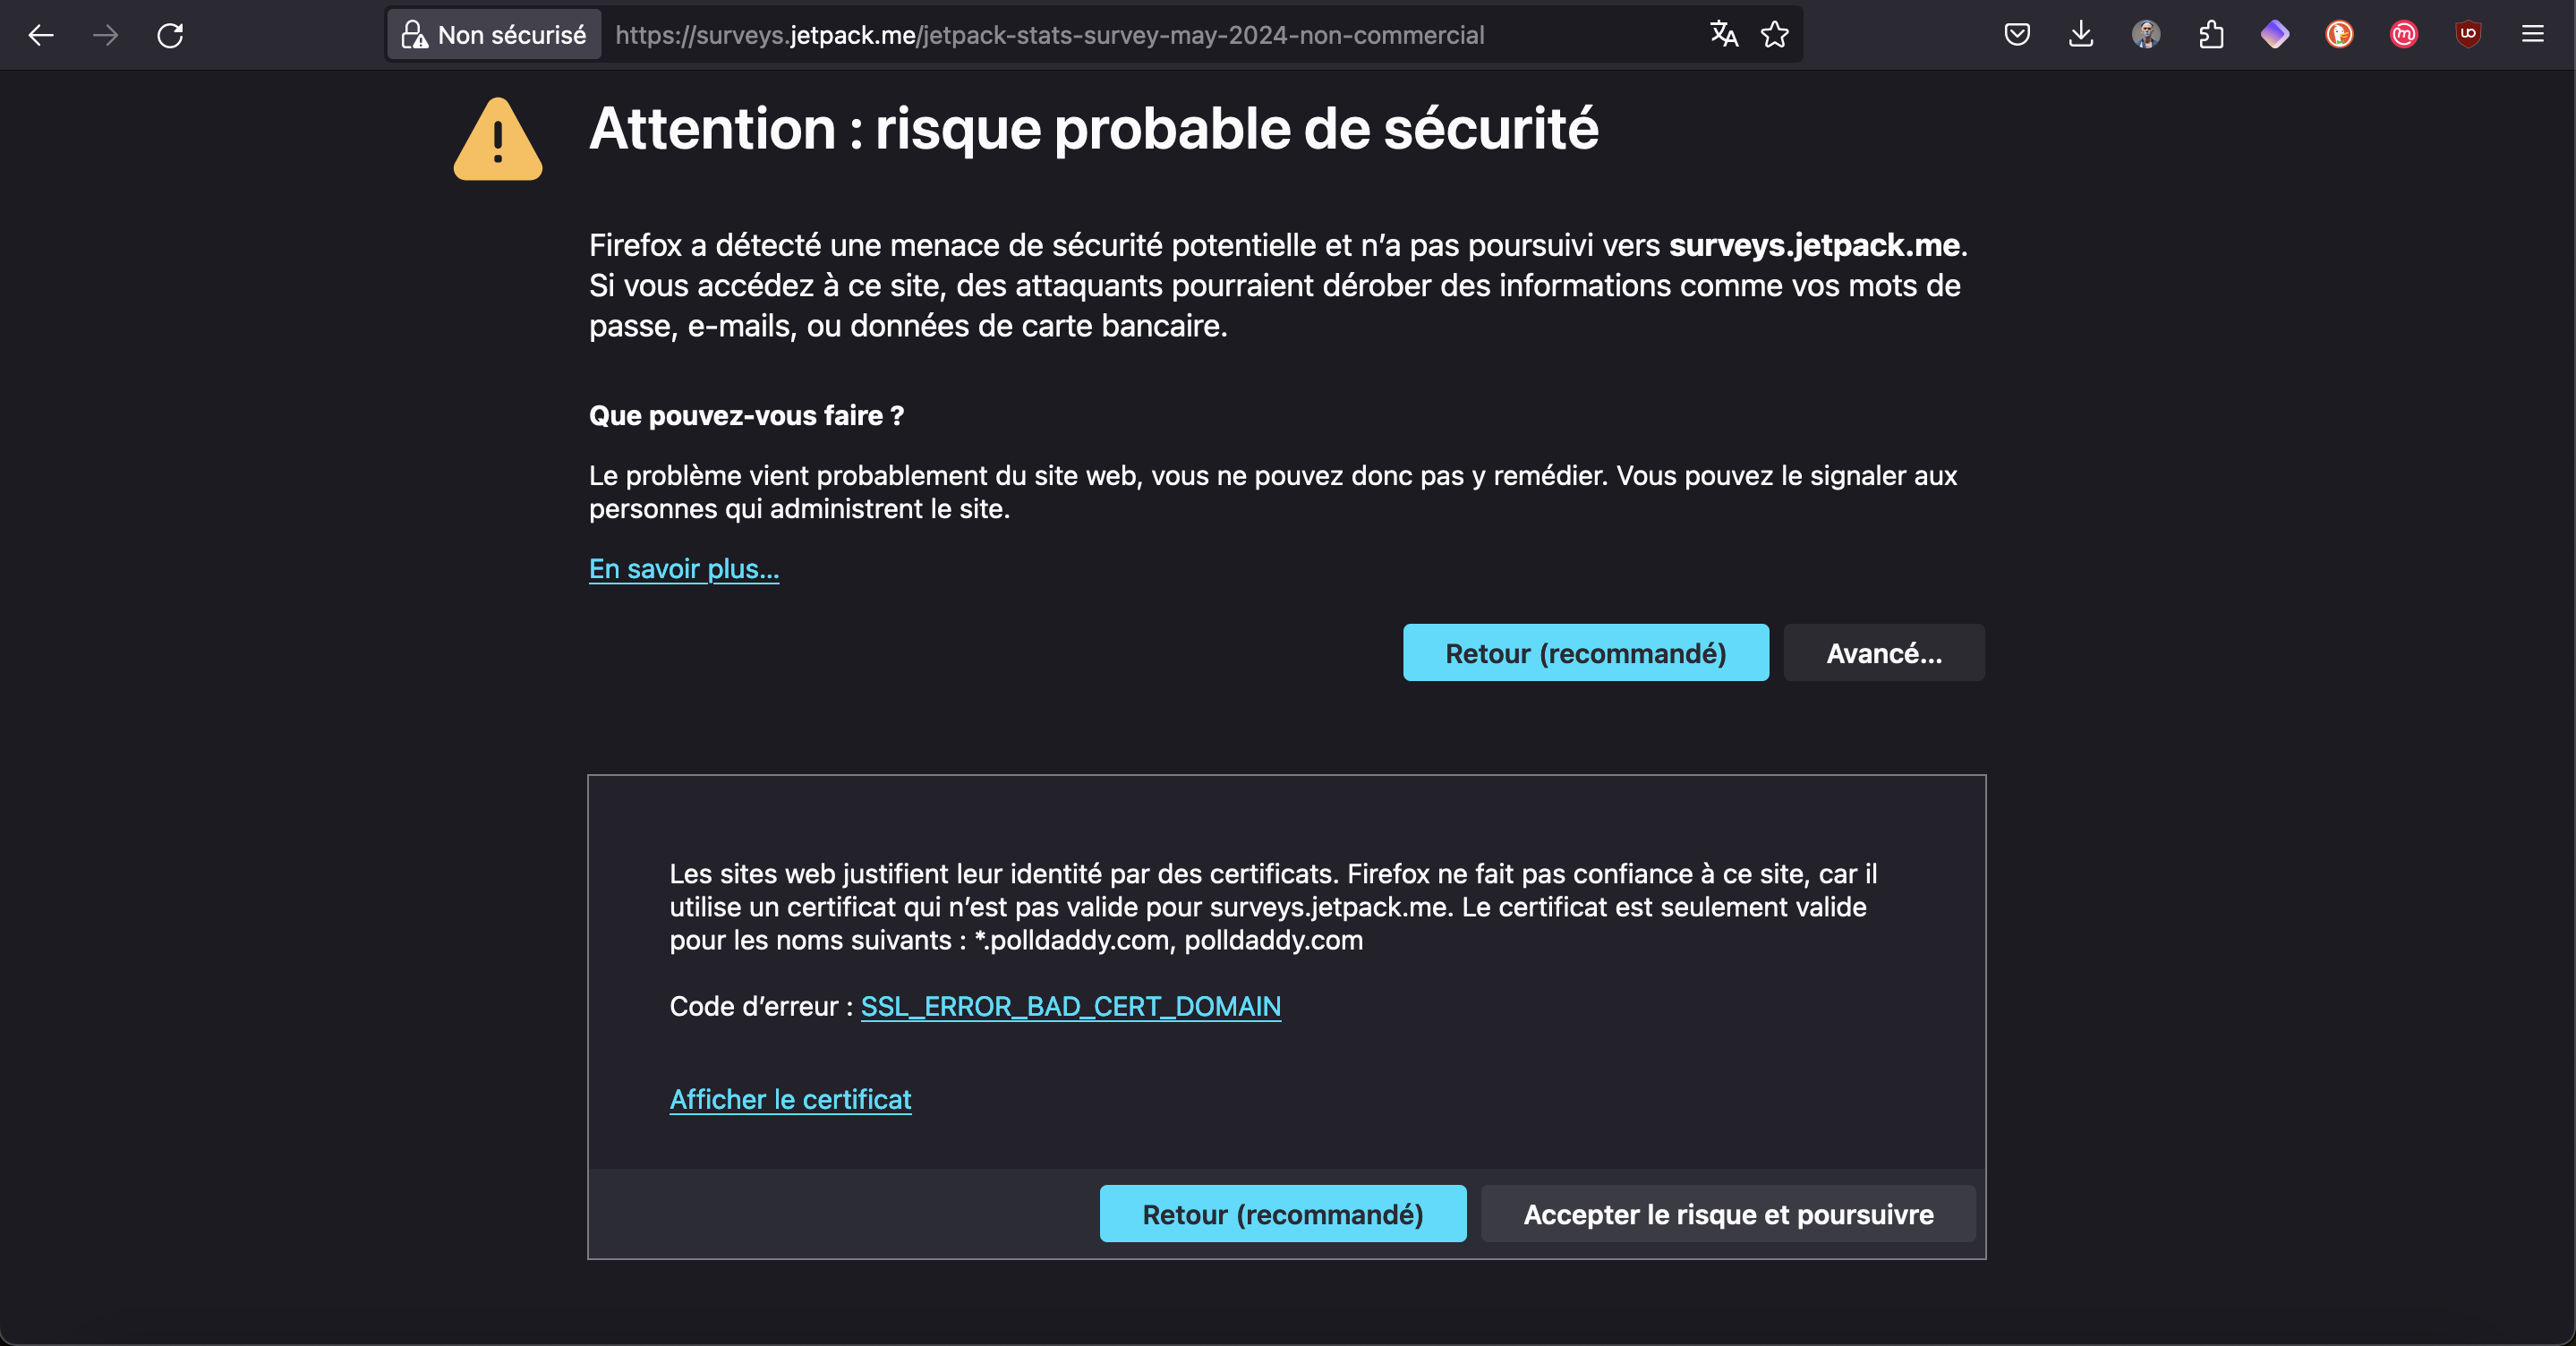 Non sécurisé
https://surveys.jetpack.me/jetpack-stats-survey-may-2024-non-commercial
Attention : risque probable de sécurité
Firefox a détecté une menace de sécurité potentielle et n’a pas poursuivi vers surveys.jetpack.me.
Si vous accédez à ce site, des attaquants pourraient dérober des informations comme vos mots de
passe, e-mails, ou données de carte bancaire.
Que pouvez-vous faire ?
Le problème vient probablement du site web, vous ne pouvez donc pas y remédier. Vous pouvez le signaler aux
personnes qui administrent le site.
En savoir plus…
Retour (recommandé)
Avancé…
Les sites web justifient leur identité par des certificats. Firefox ne fait pas confiance à ce site, car il
utilise un certificat qui n’est pas valide pour surveys.jetpack.me. Le certificat est seulement valide
pour les noms suivants : *.polldaddy.com, polldaddy.com
Code d’erreur : SSL_ERROR_BAD_CERT_DOMAIN
Afficher le certificat
Retour (recommandé)
Accepter le risque et poursuivre